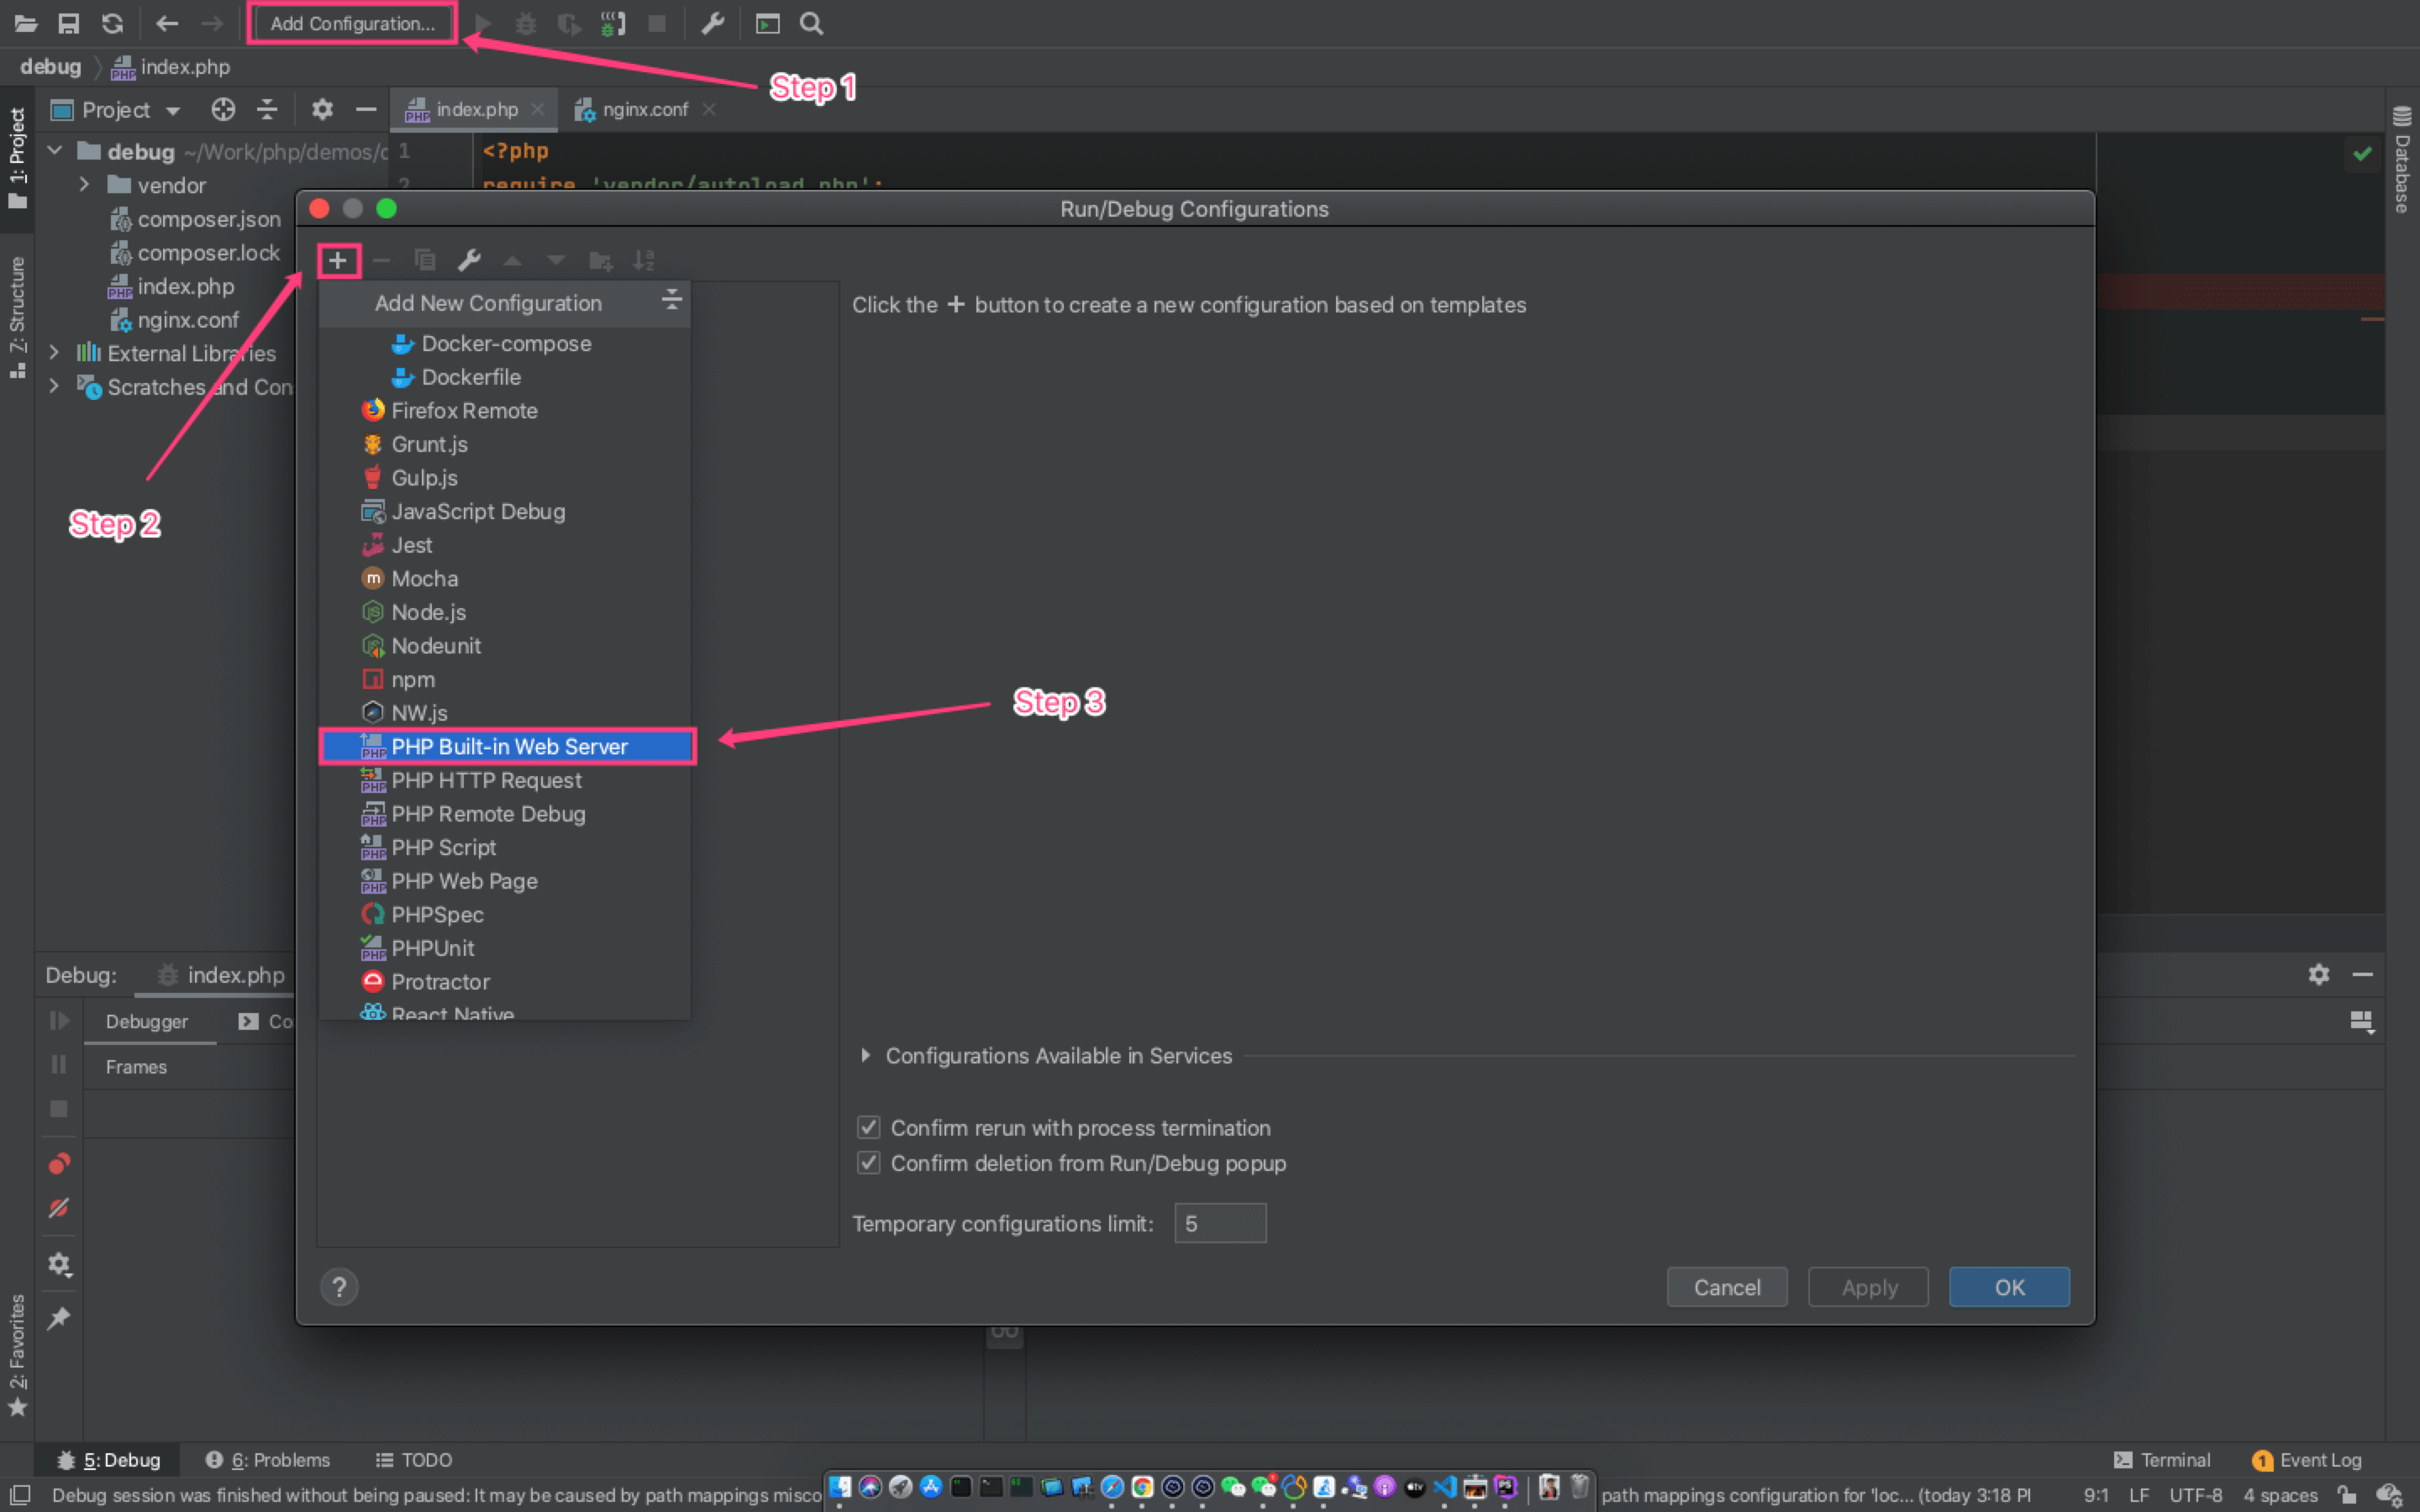 Add Configuration...
Step 1
debug
index.php
Project
index.php
nginx.conf
1: Project
Z: Structure
2: Favorites
Database
debug ~/Work/php/demos/
vendor
composer.json
composer.lock
index.php
nginx.conf
External Libraries
Scratches and Con
1 <?php
2 require 'vendor/autoload.php';
Run/Debug Configurations
Step 2
Add New Configuration
Docker-compose
Dockerfile
Firefox Remote
Grunt.js
Gulp.js
JavaScript Debug
Jest
Mocha
Node.js
Nodeunit
npm
NW.js
PHP Built-in Web Server
PHP HTTP Request
PHP Remote Debug
PHP Script
PHP Web Page
PHPSpec
PHPUnit
Protractor
React Native
Step 3
Click the + button to create a new configuration based on templates
Configurations Available in Services
Confirm rerun with process termination
Confirm deletion from Run/Debug popup
Temporary configurations limit: 5
?
Cancel
Apply
OK
Debug:
index.php
Debugger
Co
Frames
5: Debug
6: Problems
TODO
Terminal
1 Event Log
Debug session was finished without being paused: It may be caused by path mappings misco
path mappings configuration for 'loc... (today 3:18 PI
9:1 LF UTF-8 4 spaces